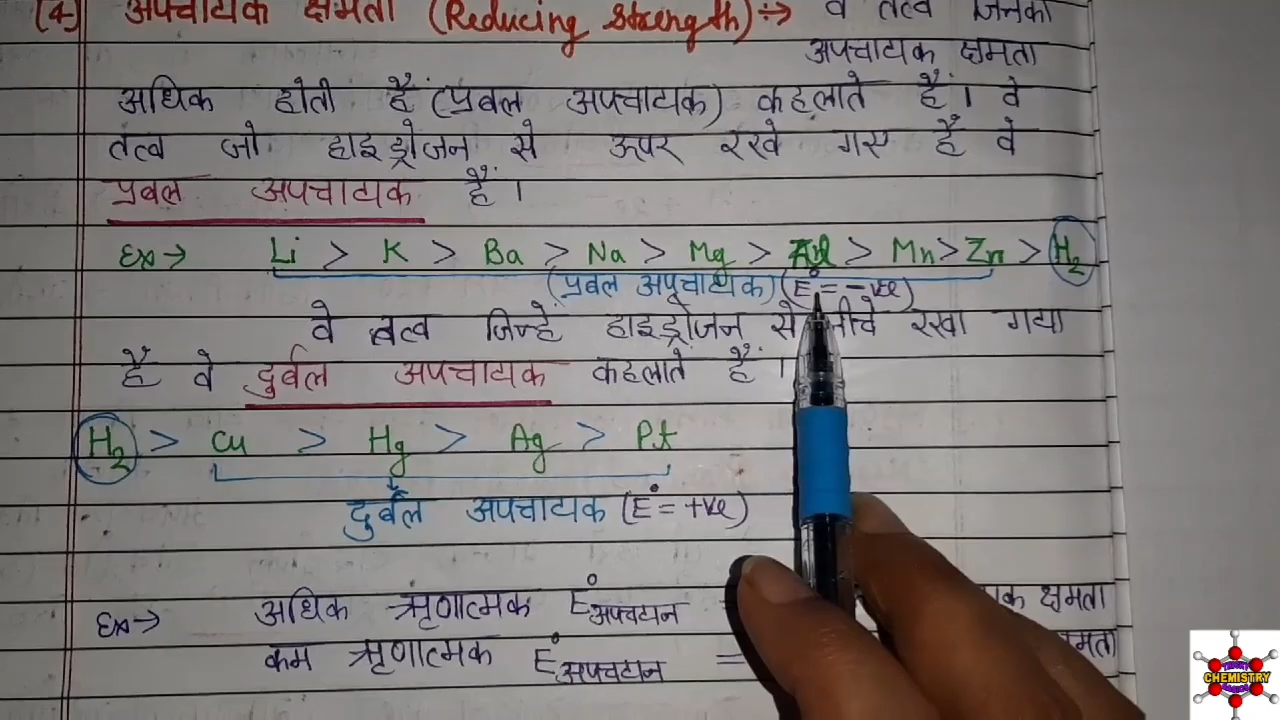 (4) अपचायक क्षमता (Reducing Strength) :→ वे तत्व जिनकी
अपचायक क्षमता
अधिक होती है (प्रबल अपचायक) कहलाते हैं। वे
तत्व जो हाइड्रोजन से ऊपर रखे गए हैं वे
प्रबल अपचायक हैं।
Ex→ Li > K > Ba > Na > Mg > > Mn > Zn > H2
(प्रबल अपचायक) (E° = -ve)
वे तत्व जिन्हे हाइड्रोजन से नीचे रखा गया
हैं वे दुर्बल अपचायक कहलाते हैं।
H2 > Cu > Hg > Ag > Pt
दुर्बल अपचायक (E° = +ve)
Ex→ अधिक ऋणात्मक E°अपचयन क्षमता
कम ऋणात्मक E°अपचयन =
CHEMISTRY